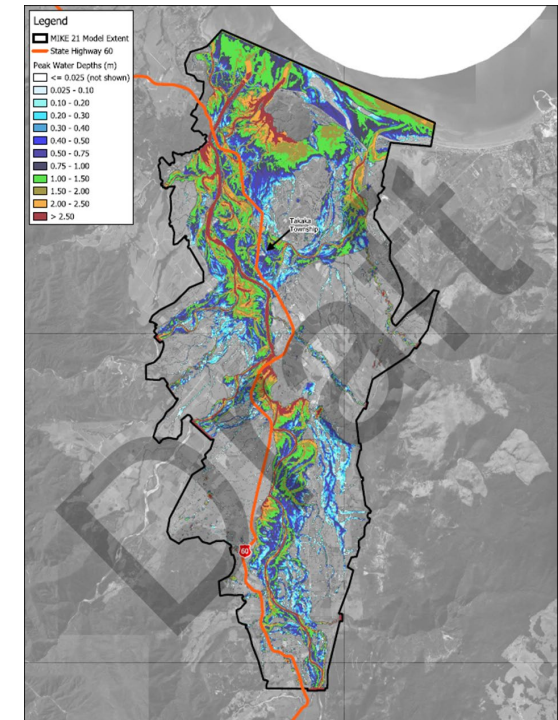 Legend
MIKE 21 Model Extent
State Highway 60
Peak Water Depths (m)
<= 0.025 (not shown)
0.025 - 0.10
0.10 - 0.20
0.20 - 0.30
0.30 - 0.40
0.40 - 0.50
0.50 - 0.75
0.75 - 1.00
1.00 - 1.50
1.50 - 2.00
2.00 - 2.50
> 2.50
Takaka
Township
Draft
60